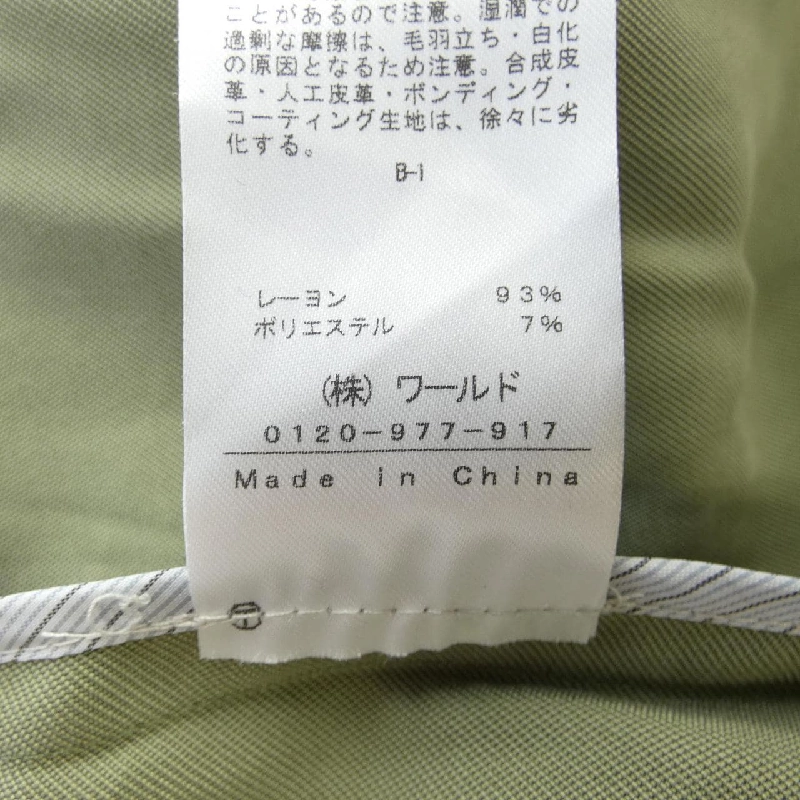 ことがあるので注意。湿潤での
過剰な摩擦は、毛羽立ち・白化
の原因となるため注意。合成皮
革・人工皮革・ボンディング・
コーティング生地は、徐々に劣
化する。
B-1
レーヨン 93%
ポリエステル 7%
(株)ワールド
0120-977-917
Made in China